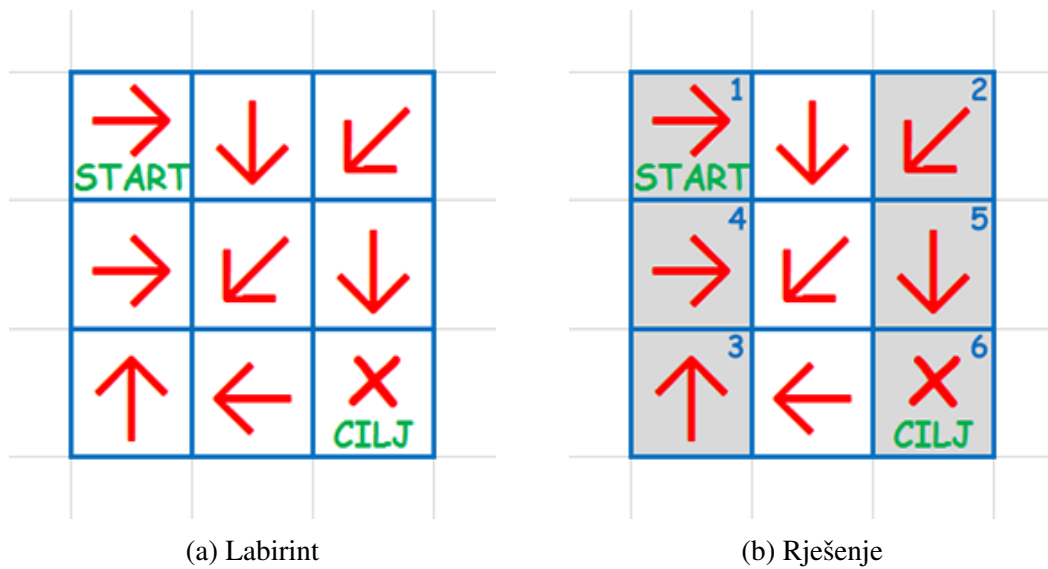 1
2
START
START
4
5
3
6
CILJ
CILJ
(a) Labirint
(b) Rješenje